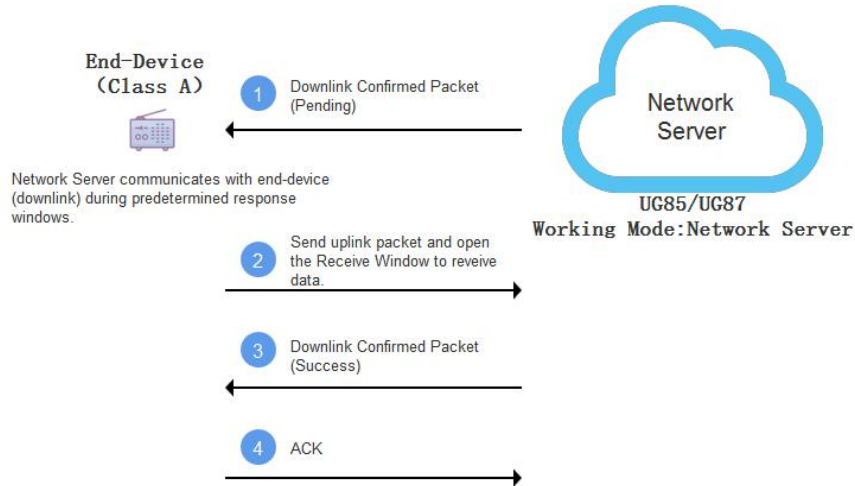 End-Device
(Class A)
1
Downlink Confirmed Packet
(Pending)
Network
Server
Network Server communicates with end-device
(downlink) during predetermined response
windows.
UG85/UG87
Working Mode:Network Server
2
Send uplink packet and open
the Receive Window to reveive
data.
3
Downlink Confirmed Packet
(Success)
4
ACK